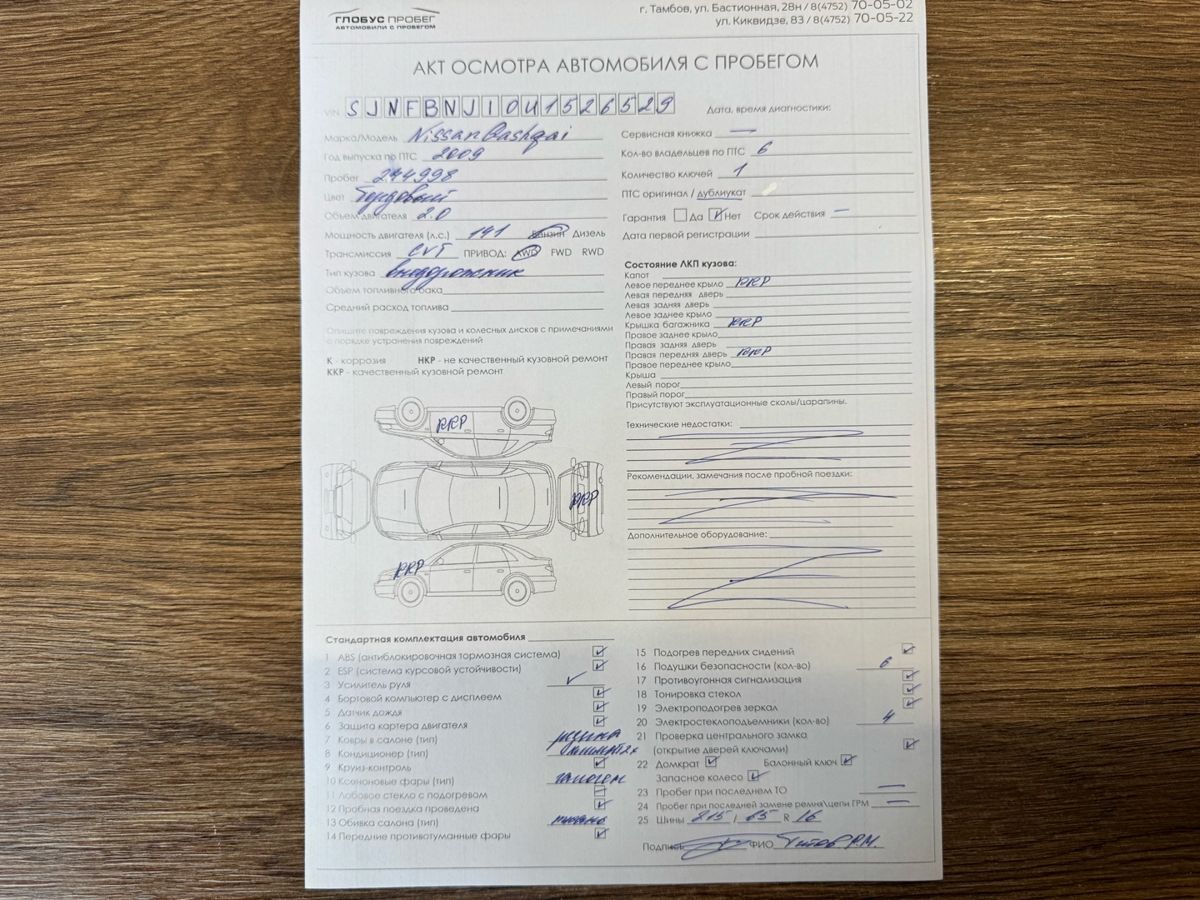 ГЛОБУС ПРОБЕГ
АВТОМОБИЛИ С ПРОБЕГОМ
г. Тамбов, ул. Бастионная, 28н / 8(4752) 70-05-02
ул. Киквидзе, 83 / 8(4752) 70-05-22
АКТ ОСМОТРА АВТОМОБИЛЯ С ПРОБЕГОМ
VIN SJNFBNJ10U1526529
Дата, время диагностики:
Марка/Модель Nissan Qashqai
Год выпуска по ПТС 2009
Пробег 244998
Цвет Бордовый
Объем двигателя 2.0
Мощность двигателя (л.с.) 141 Бензин Дизель
Трансмиссия CVT ПРИВОД: AWD FWD RWD
Тип кузова Внедорожник
Объем топливного бака
Средний расход топлива
Сервисная книжка —
Кол-во владельцев по ПТС 6
Количество ключей 1
ПТС оригинал / дубликат
Гарантия Да Нет Срок действия —
Дата первой регистрации
Опишите повреждения кузова и колесных дисков с примечаниями
о порядке устранения повреждений
К - коррозия НКР - не качественный кузовной ремонт
ККР - качественный кузовной ремонт
Состояние ЛКП кузова:
Капот
Левое переднее крыло ККР
Левая передняя дверь
Левая задняя дверь
Левое заднее крыло
Крышка багажника ККР
Правое заднее крыло
Правая задняя дверь
Правая передняя дверь ККР
Правое переднее крыло
Крыша
Левый порог
Правый порог
Присутствуют эксплуатационные сколы/царапины.
ККР
ККР
ККР
Технические недостатки:
Рекомендации, замечания после пробной поездки:
Дополнительное оборудование:
Стандартная комплектация автомобиля
1 ABS (антиблокировочная тормозная система)
2 ESP (система курсовой устойчивости)
3 Усилитель руля
4 Бортовой компьютер с дисплеем
5 Датчик дождя
6 Защита картера двигателя
7 Ковры в салоне (тип) резина
8 Кондиционер (тип)
9 Круиз-контроль
10 Ксеноновые фары (тип) галоген
11 Лобовое стекло с подогревом
12 Пробная поездка проведена
13 Обивка салона (тип)
14 Передние противотуманные фары
15 Подогрев передних сидений
16 Подушки безопасности (кол-во) 6
17 Противоугонная сигнализация
18 Тонировка стекол
19 Электроподогрев зеркал
20 Электростеклоподъемники (кол-во) 4
21 Проверка центрального замка
(открытие дверей ключами)
22 Домкрат Балонный ключ
Запасное колесо
23 Пробег при последнем ТО —
24 Пробег при последней замене ремня\цепи ГРМ —
25 Шины 215 / 65 R 16
Подпись ФИО Титов Р.М.